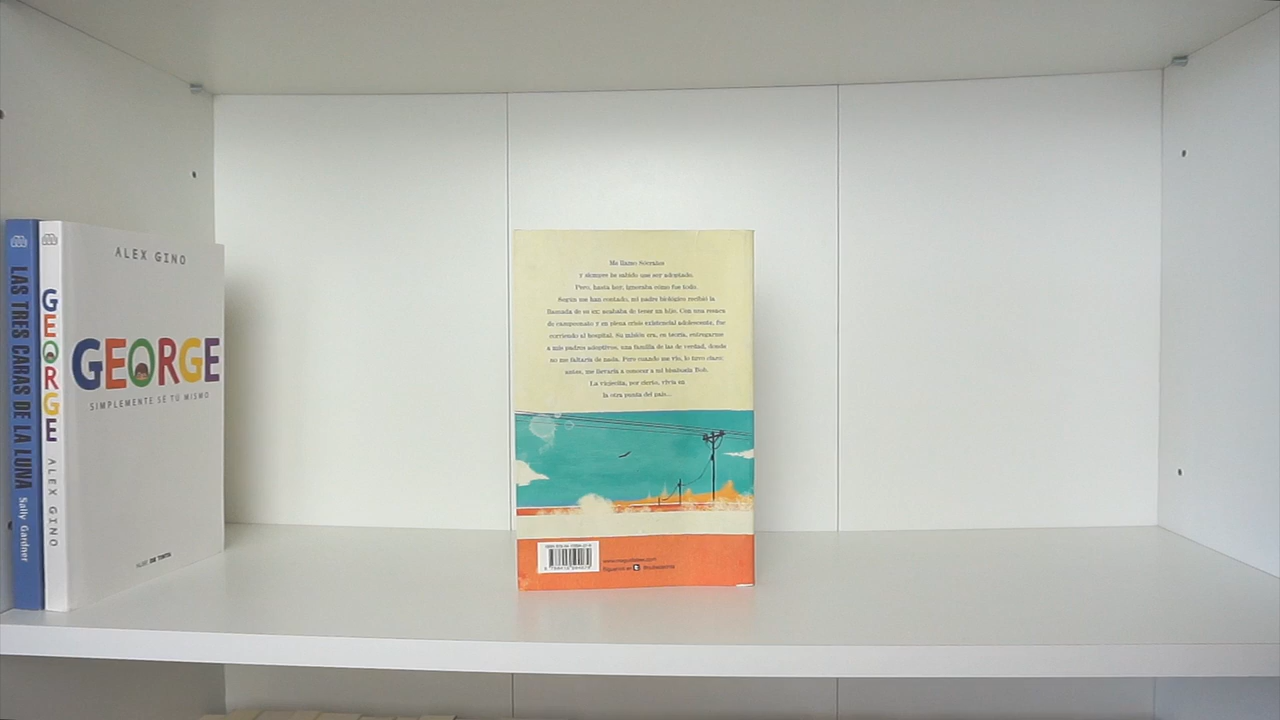 LAS TRES CARAS DE LA LUNA
Sally Gardner
GEORGE
ALEX GINO
ALEX GINO
GEORGE
SIMPLEMENTE SÉ TÚ MISMO
Me llamo Sócrates
y siempre he sabido que ser adoptado.
Pero, hasta hoy, ignoraba cómo fue todo.
Según me han contado, mi padre biológico recibió la
llamada de su ex: acababa de tener un hijo. Con una resaca
de campeonato y en plena crisis existencial adolescente, fue
corriendo al hospital. Su misión era, en teoría, entregarme
a mis padres adoptivos, una familia de las de verdad, donde
no me faltaría de nada. Pero cuando me vio, lo tuvo claro:
antes, me llevaría a conocer a mi bisabuela
La viejecita, por cierto, vivía en
la otra punta del país...
Síguenos en